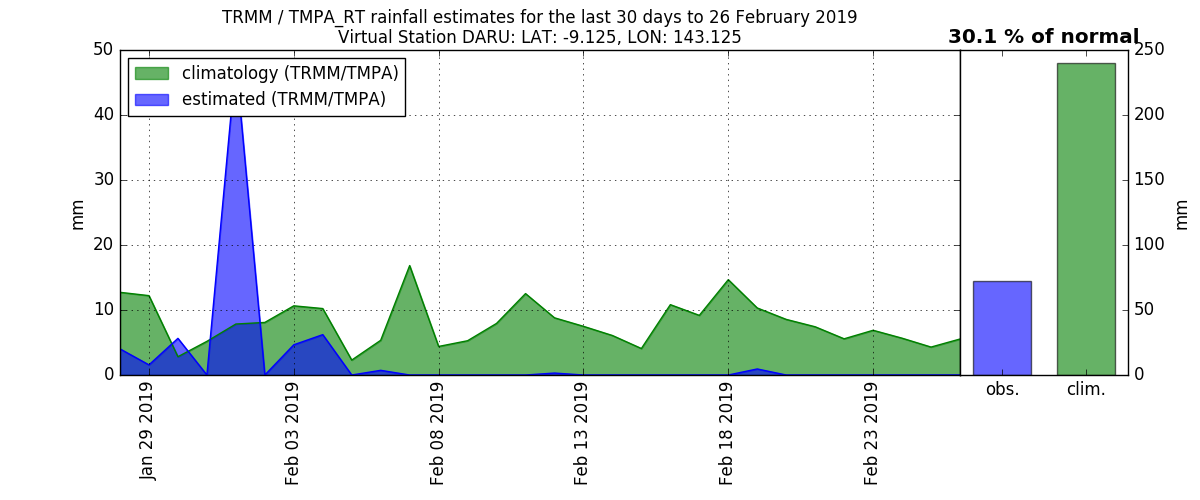 TRMM / TMPA_RT rainfall estimates for the last 30 days to 26 February 2019
Virtual Station DARU: LAT: -9.125, LON: 143.125
30.1 % of normal
climatology (TRMM/TMPA)
estimated (TRMM/TMPA)
50
40
30
20
10
0
mm
Jan 29 2019
Feb 03 2019
Feb 08 2019
Feb 13 2019
Feb 18 2019
Feb 23 2019
250
200
150
100
50
0
mm
obs.
clim.